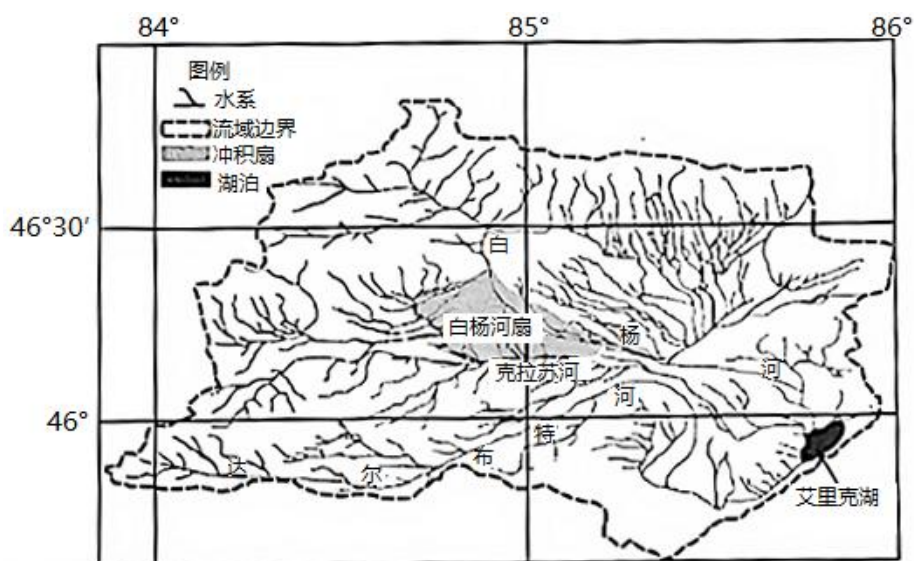 84°
85°
86°
图例
水系
流域边界
冲积扇
湖泊
46°30′
白
白杨河扇
杨
克拉苏河
河
河
46°
达
尔
布
特
艾里克湖